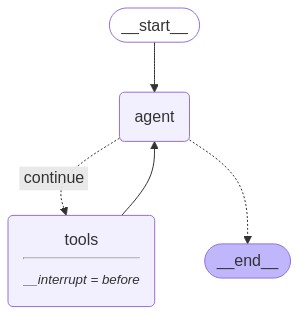 __start__
agent
continue
tools
__interrupt = before
__end__